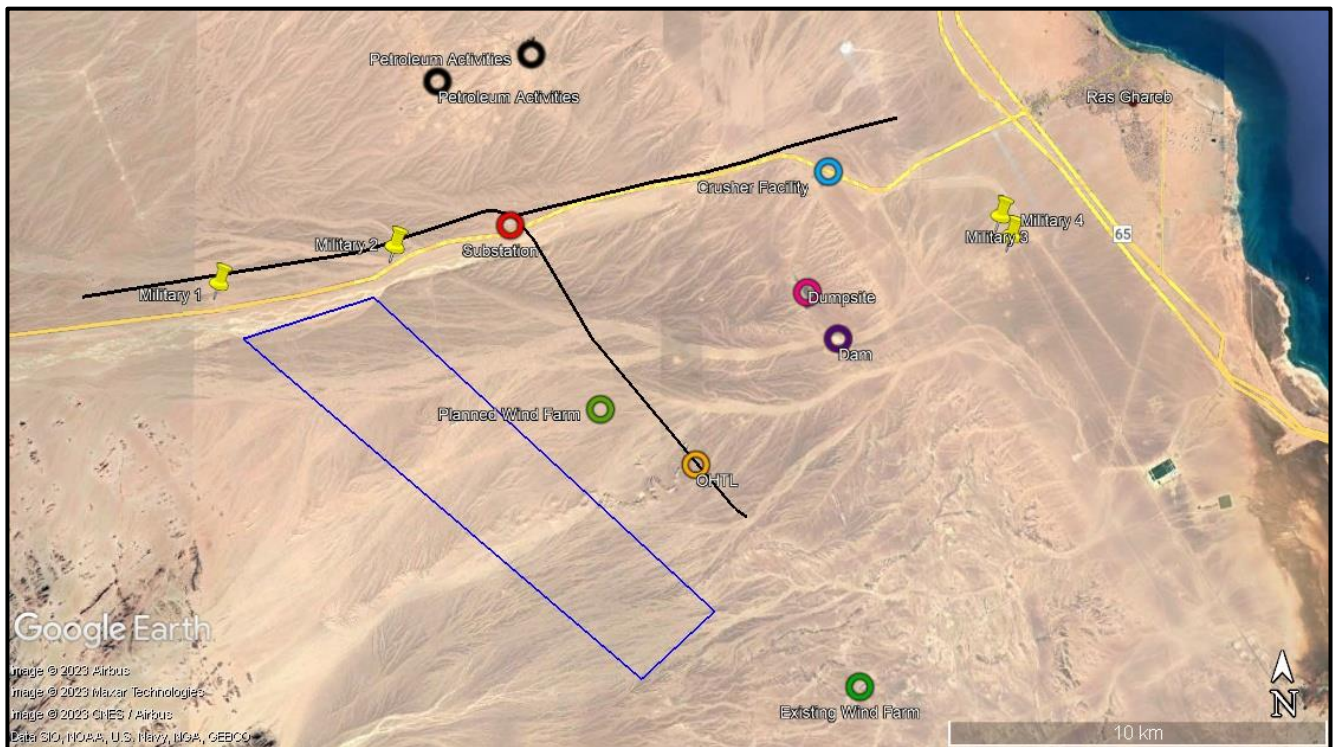 Petroleum Activities
Petroleum Activities
Ras Ghareb
Crusher Facility
Military 4
Military 3
65
Military 2
Substation
Military 1
Dumpsite
Dam
Planned Wind Farm
OHTL
Google Earth
Image © 2023 Airbus
Image © 2023 Maxar Technologies
Image © 2023 CNES / Airbus
Data SIO, NOAA, U.S. Navy, NGA, GEBCO
Existing Wind Farm
N
10 km